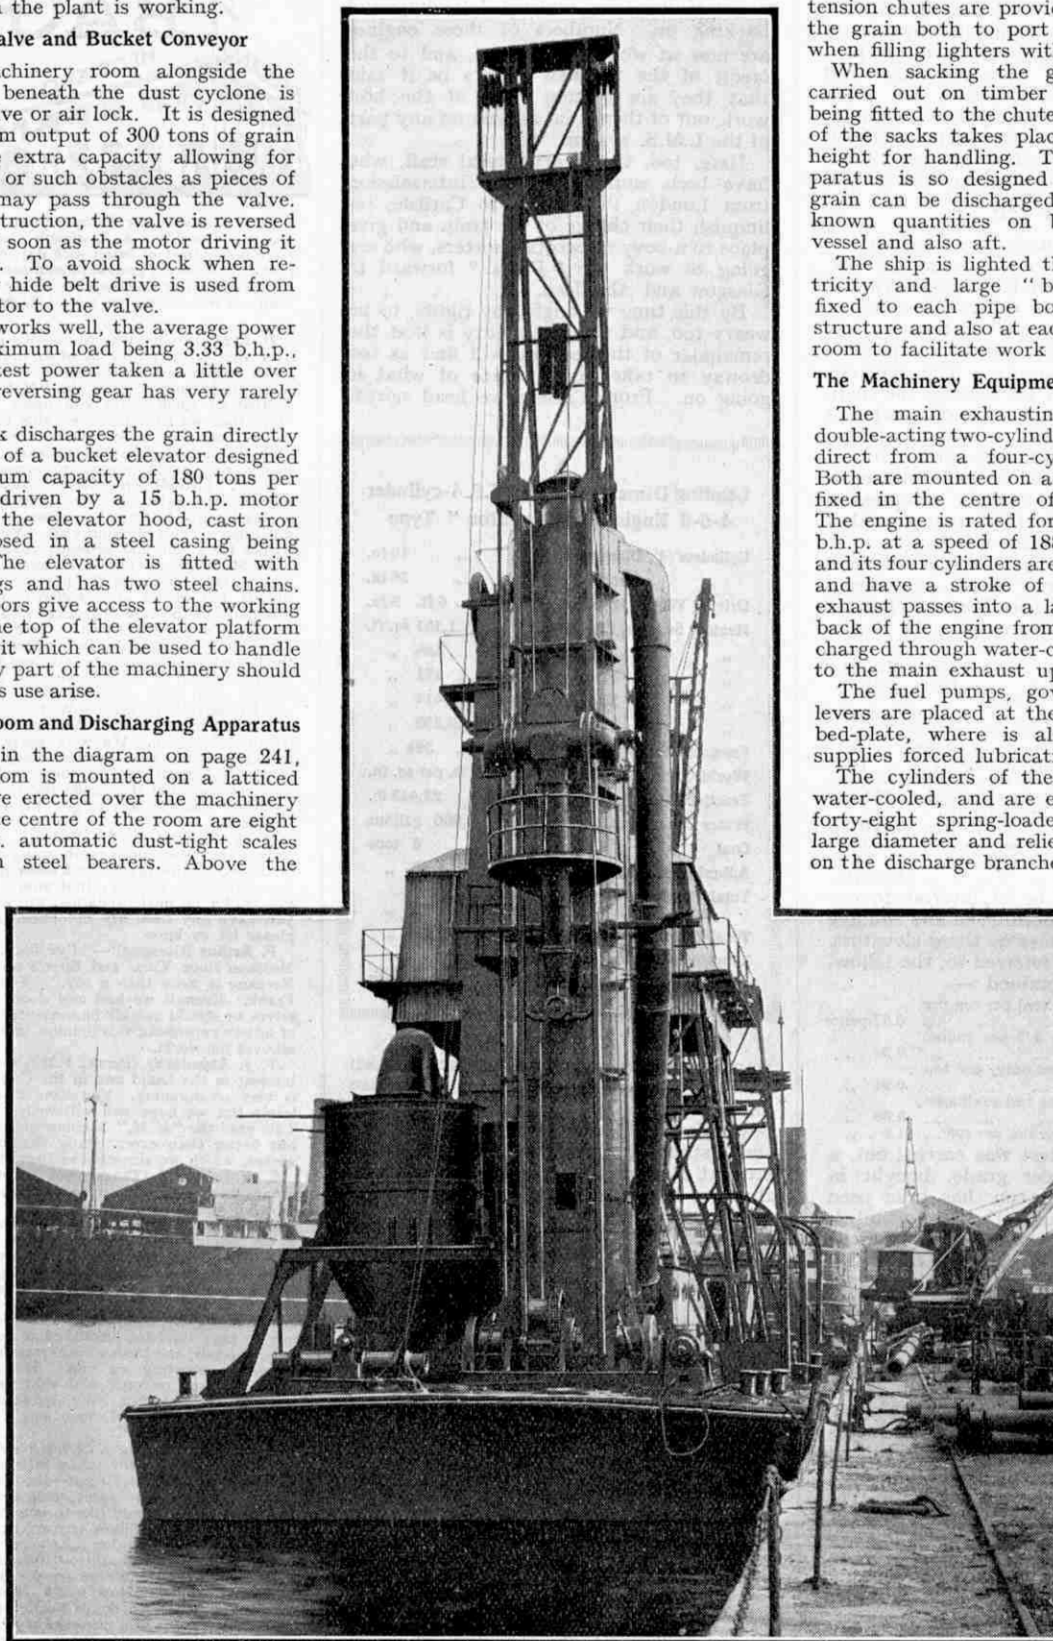 the plant is working.
alve and Bucket Conveyor
achinery room alongside the
beneath the dust cyclone is
ve or air lock. It is designed
m output of 300 tons of grain
extra capacity allowing for
or such obstacles as pieces of
may pass through the valve.
struction, the valve is reversed
soon as the motor driving it
. To avoid shock when re-
hide belt drive is used from
tor to the valve.
works well, the average power
ximum load being 3.33 b.h.p.,
test power taken a little over
reversing gear has very rarely
k discharges the grain directly
of a bucket elevator designed
um capacity of 180 tons per
driven by a 15 b.h.p. motor
the elevator hood, cast iron
osed in a steel casing being
The elevator is fitted with
gs and has two steel chains.
ors give access to the working
he top of the elevator platform
it which can be used to handle
y part of the machinery should
s use arise.
oom and Discharging Apparatus
in the diagram on page 241,
oom is mounted on a latticed
re erected over the machinery
e centre of the room are eight
. automatic dust-tight scales
n steel bearers. Above the
tension chutes are provid
the grain both to port
when filling lighters wit
When sacking the g
carried out on timber
being fitted to the chute
of the sacks takes plac
height for handling. T
paratus is so designed
grain can be discharged
known quantities on b
vessel and also aft.
The ship is lighted th
tricity and large " b
fixed to each pipe bo
structure and also at each
room to facilitate work
The Machinery Equipme
The main exhaustin
double-acting two-cylind
direct from a four-cy
Both are mounted on a
fixed in the centre of
The engine is rated for
b.h.p. at a speed of 18
and its four cylinders are
and have a stroke of
exhaust passes into a la
back of the engine from
charged through water-c
to the main exhaust up
The fuel pumps, gov
levers are placed at the
bed-plate, where is al
supplies forced lubricati
The cylinders of the
water-cooled, and are e
forty-eight spring-loade
large diameter and relie
on the discharge branche